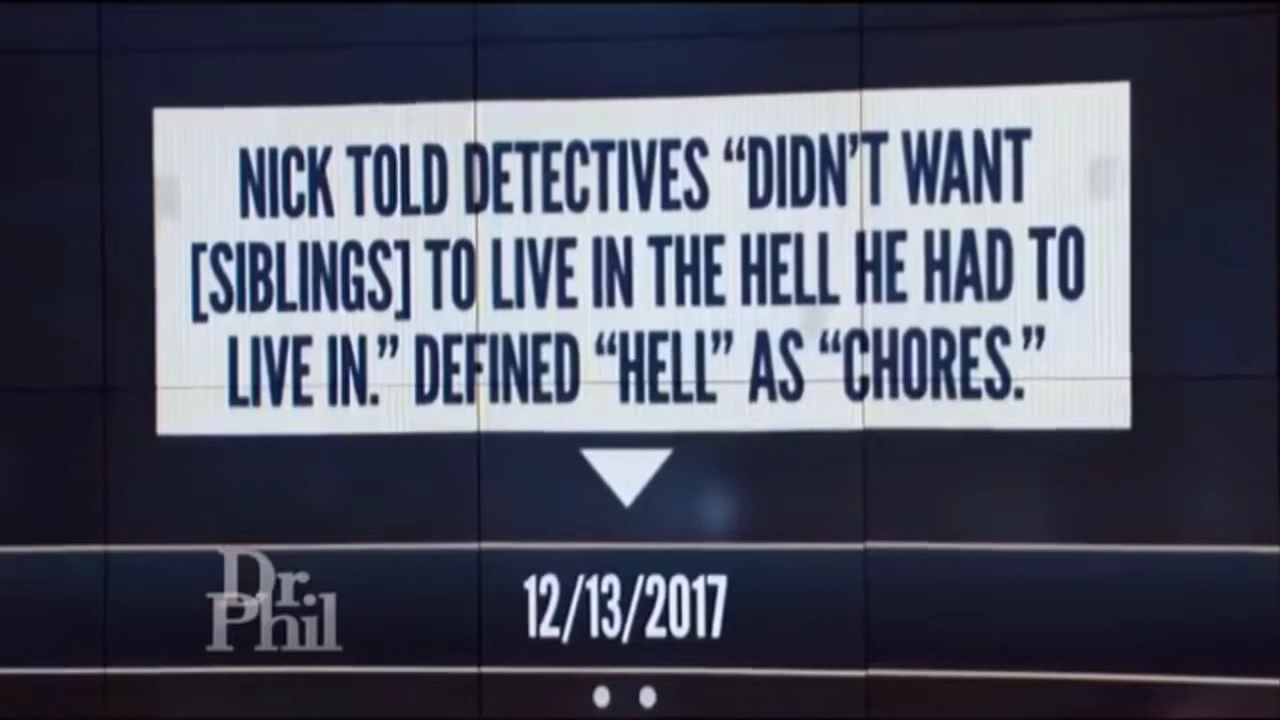 NICK TOLD DETECTIVES “DIDN’T WANT
[SIBLINGS] TO LIVE IN THE HELL HE HAD TO
LIVE IN.” DEFINED “HELL” AS “CHORES.”
Dr.
Phil
12/13/2017